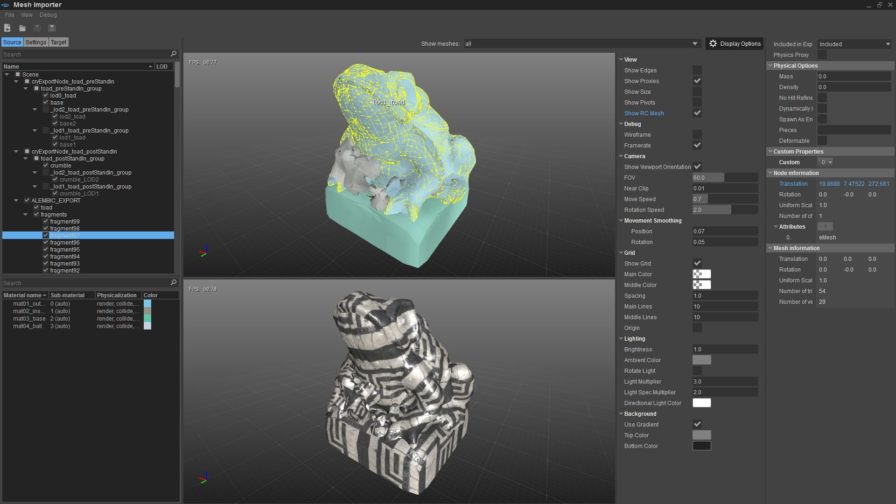 Mesh Importer
File View Debug
Source Settings Target
Search
Name LOD
Scene
cryExportNode_toad_preStandin
toad_preStandin_group
lod0_toad
base
_lod2_toad_preStandin_group
lod2_toad
base2
_lod1_toad_preStandin_group
lod1_toad
base1
cryExportNode_toad_postStandin
toad_postStandin_group
crumble
_lod2_toad_postStandin_group
crumble_LOD2
_lod1_toad_postStandin_group
crumble_LOD1
ALEMBIC_EXPORT
toad
fragments
fragment99
fragment98
fragment96
fragment95
fragment94
fragment93
fragment92
Search
Material name Sub-material Physicalization Color
mat01_out... 0 (auto) render, collide,...
mat02_ins... 1 (auto) render, collide,...
mat03_base 2 (auto) render, collide,...
mat04_ball 3 (auto) render, collide,...
Show meshes: all Display Options
View
Show Edges
Show Proxies
Show Size
Show Pivots
Show RC Mesh
Debug
Wireframe
Framerate
Camera
Show Viewport Orientation
FOV 60.0
Near Clip 0.01
Move Speed 0.7
Rotation Speed 2.0
Movement Smoothing
Position 0.07
Rotation 0.05
Grid
Show Grid
Main Color
Middle Color
Spacing 1.0
Main Lines 10
Middle Lines 10
Origin
Lighting
Brightness 1.0
Ambient Color
Rotate Light
Light Multiplier 3.0
Light Spec Multiplier 2.0
Directional Light Color
Background
Use Gradient
Top Color
Bottom Color
Included in Exp Included
Physics Proxy
Physical Options
Mass 0.0
Density 0.0
No Hit Refine
Dynamically
Spawn As En
Pieces
Deformable
Custom Properties
Custom 0
Node information
Translation 19.8688 7.47522 272.681
Rotation 0.0 -0.0 0.0
Uniform Scal 1.0
Number of ch 1
Attributes
0. eMesh
Mesh information
Translation 0.0 0.0 0.0
Rotation 0.0 -0.0 0.0
Uniform Scal 1.0
Number of tri 54
Number of ve 29